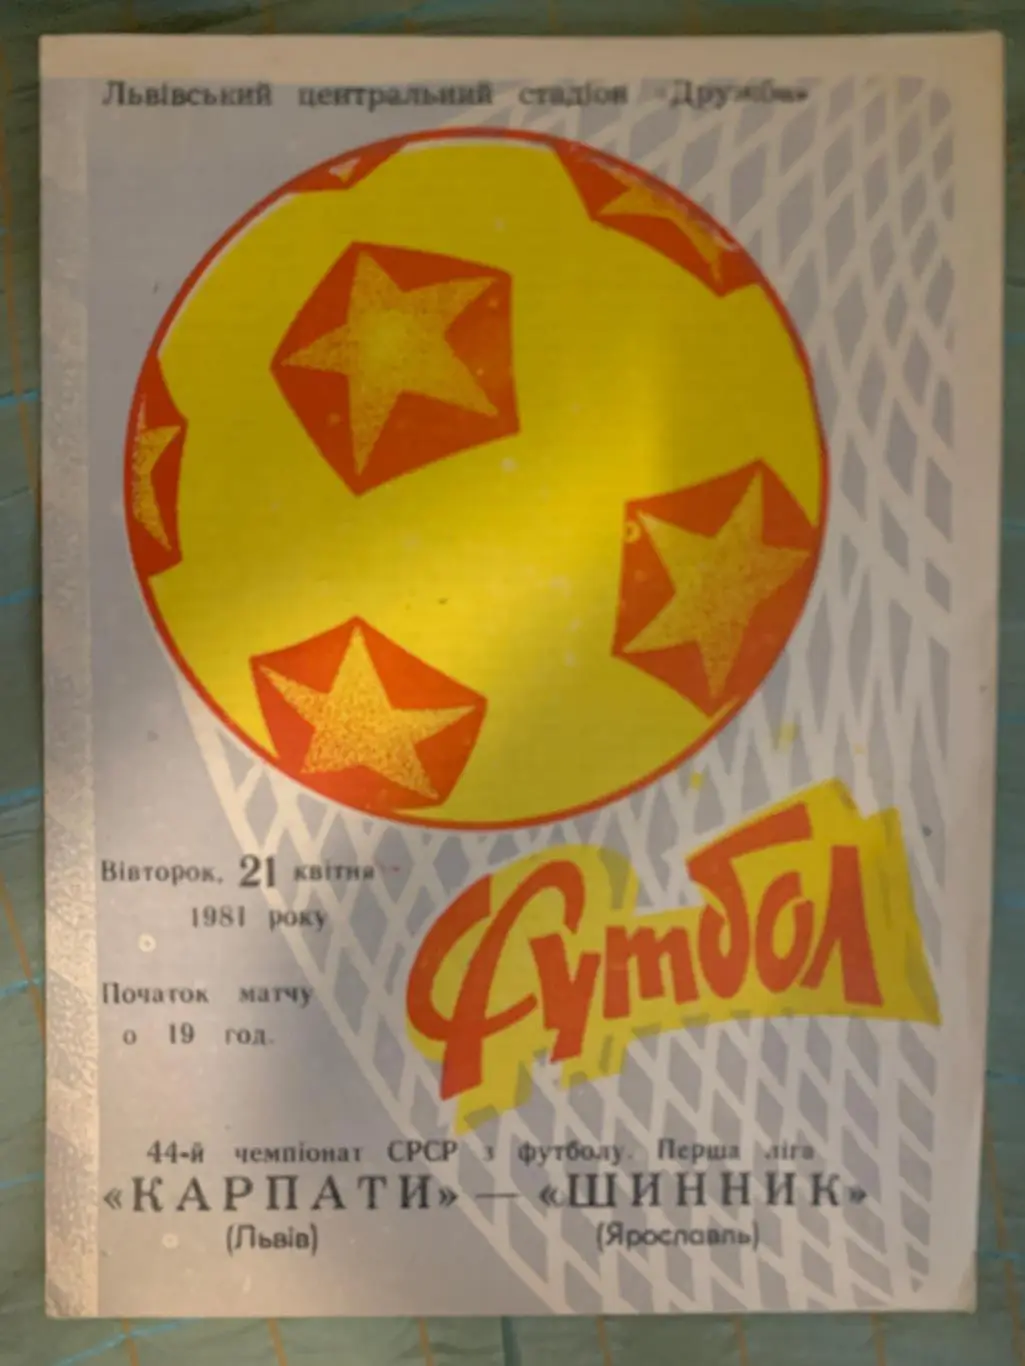 Львівський центральний стадіон «Дружба»
Вівторок, 21 квітня
1981 року
Футбол
Початок матчу
о 19 год.
44-й чемпіонат СРСР з футболу. Перша ліга
«КАРПАТИ» — «ШИННИК»
(Львів) (Ярославль)